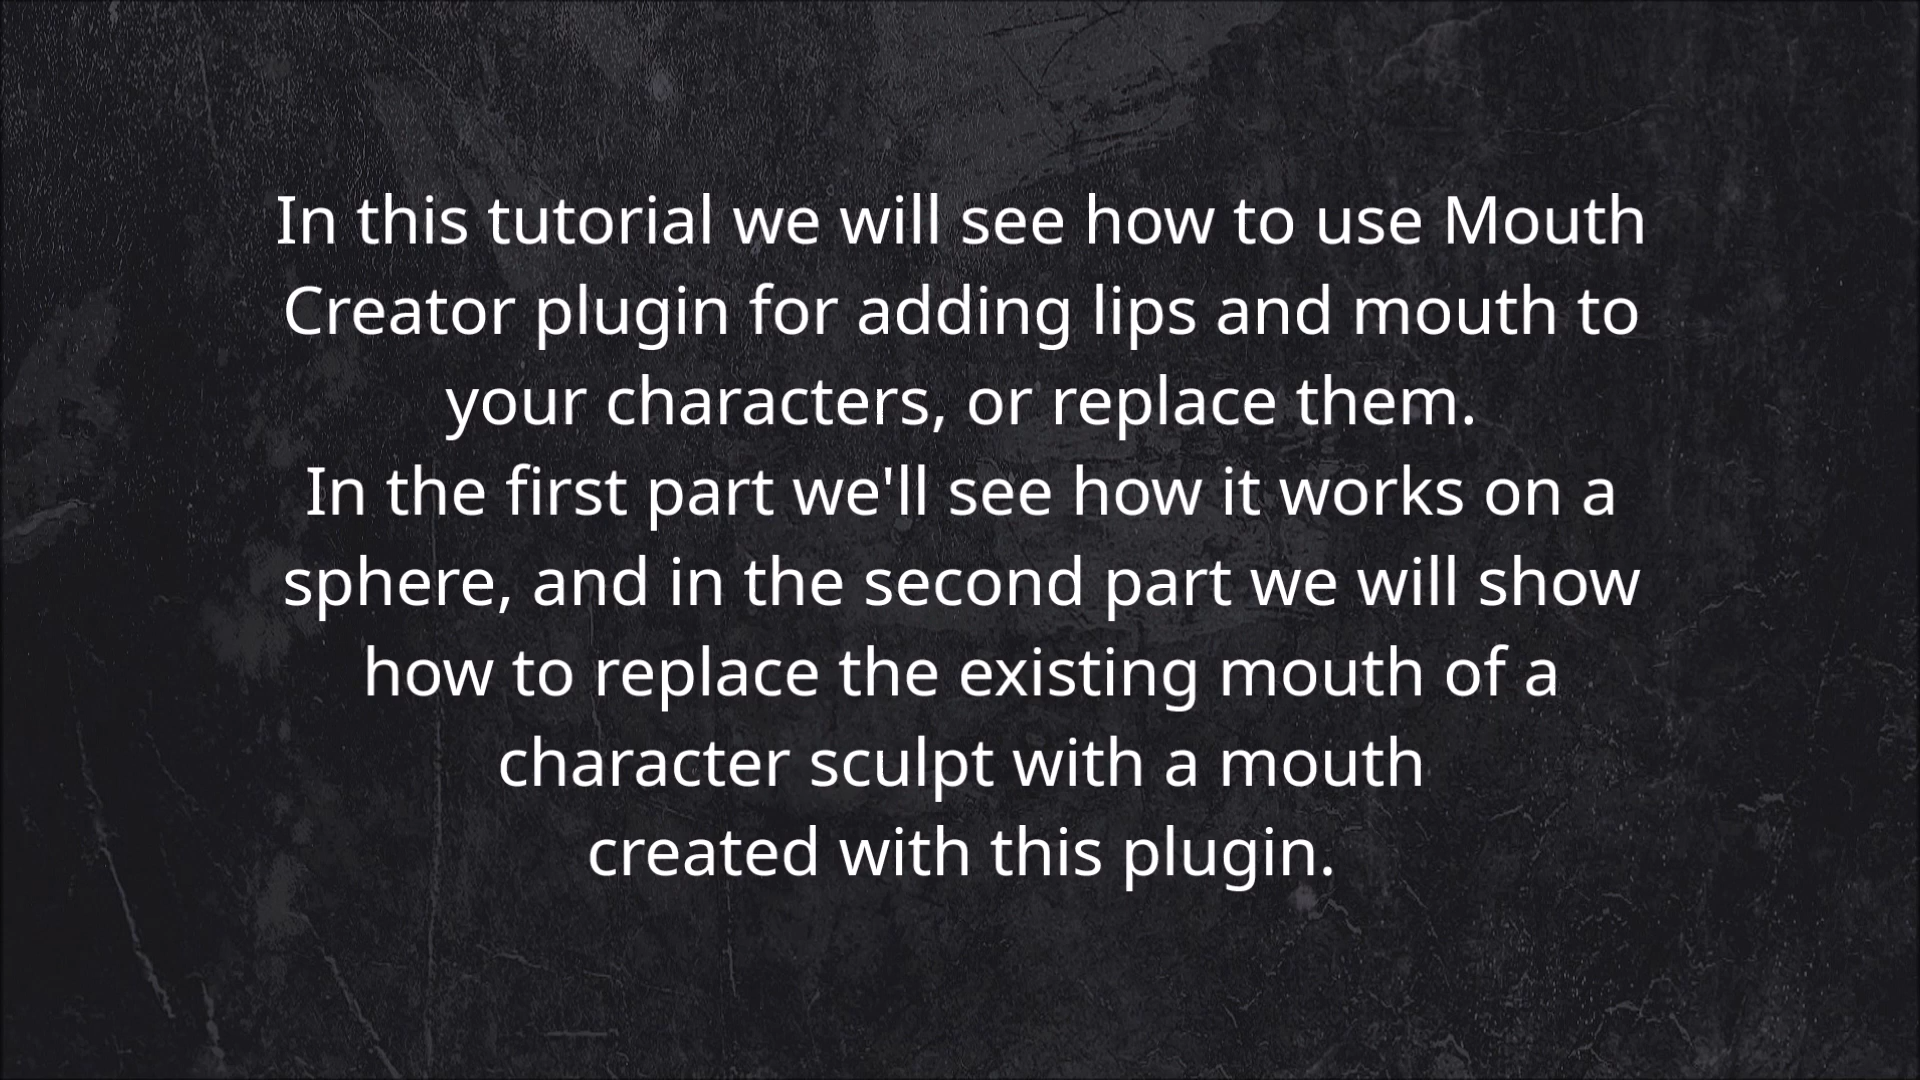 In this tutorial we will see how to use Mouth
Creator plugin for adding lips and mouth to
your characters, or replace them.
In the first part we'll see how it works on a
sphere, and in the second part we will show
how to replace the existing mouth of a
character sculpt with a mouth
created with this plugin.